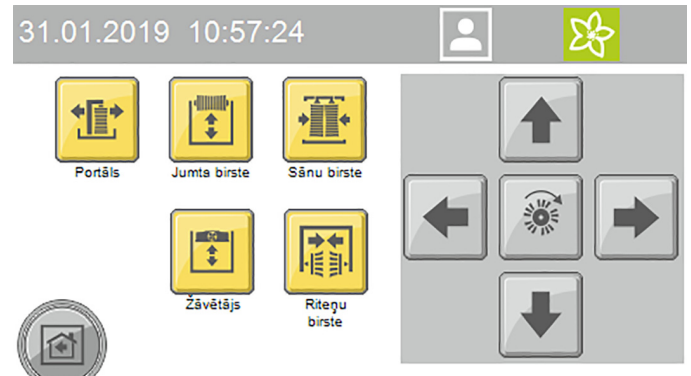 31.01.2019 10:57:24
Portāls
Jumta birste
Sānu birste
Žāvētājs
Riteņu
birste